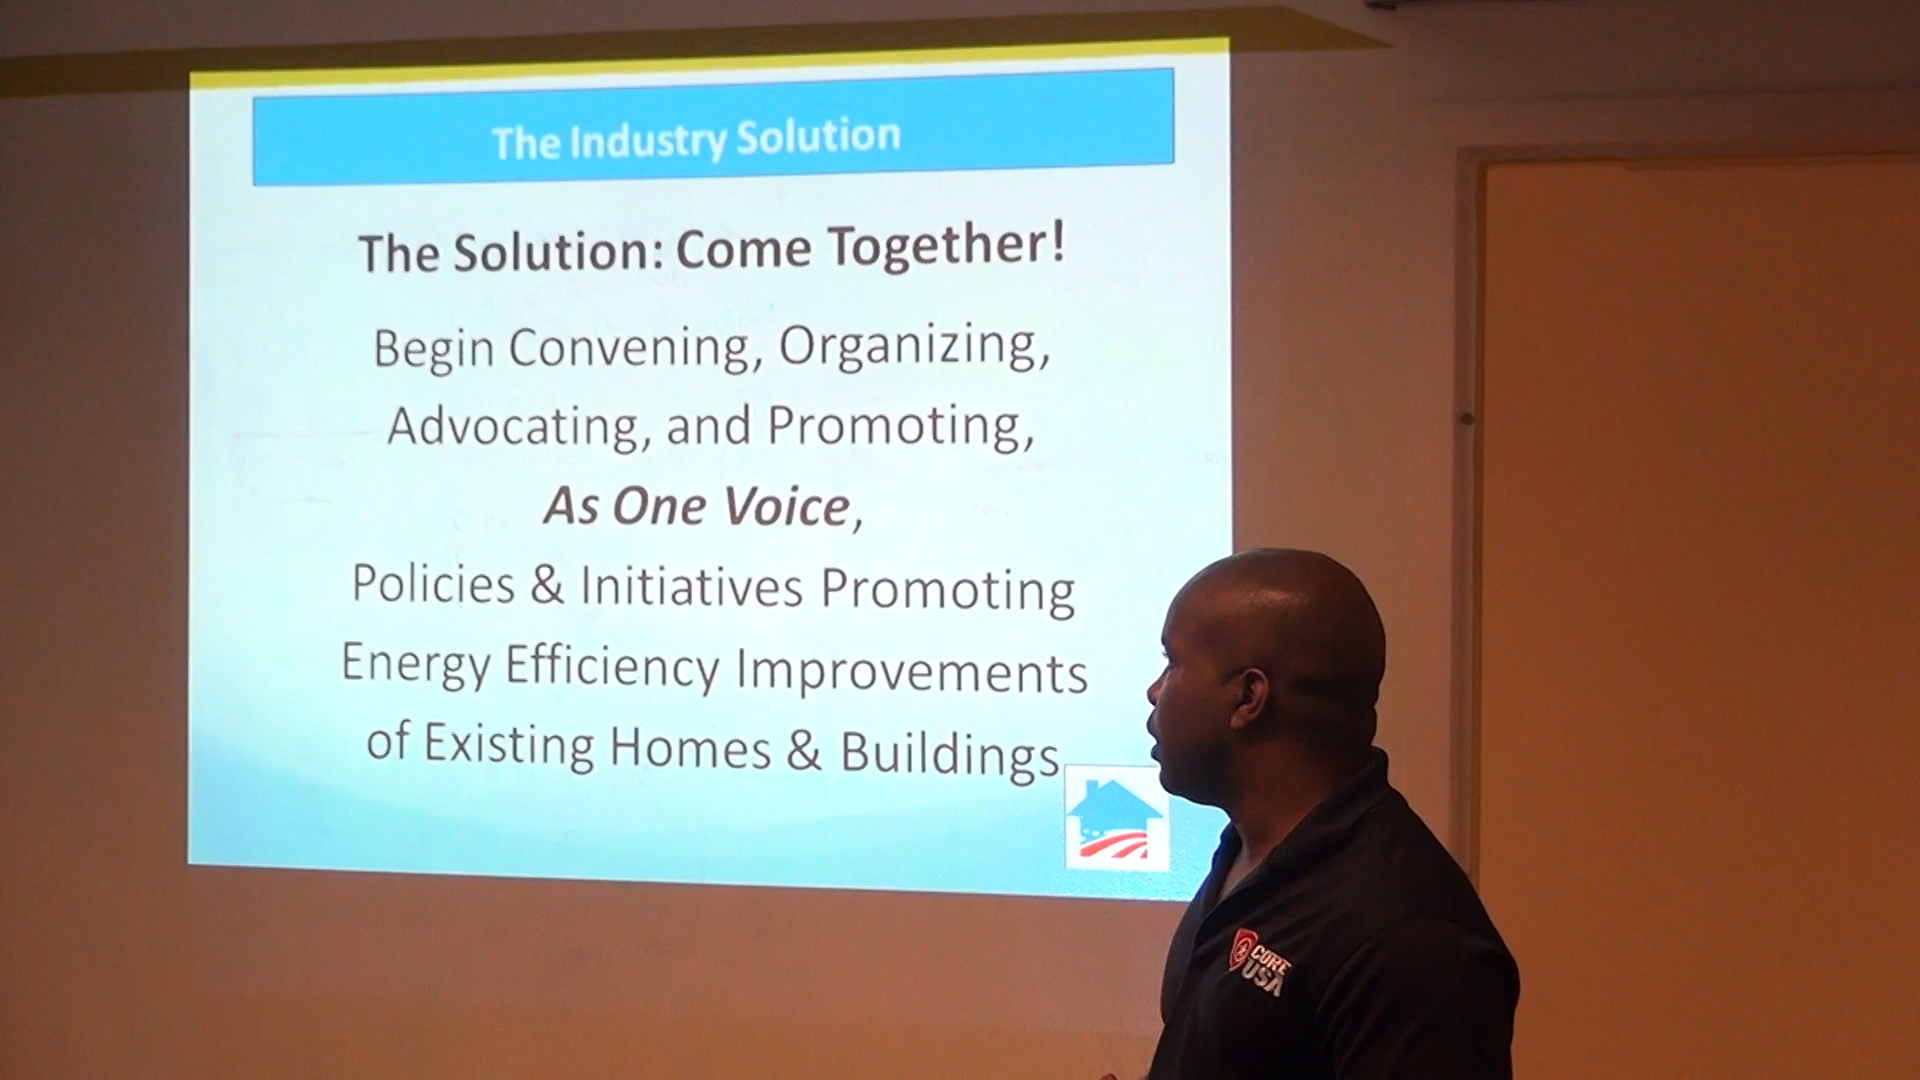 The Industry Solution
The Solution: Come Together!
Begin Convening, Organizing,
Advocating, and Promoting,
As One Voice,
Policies & Initiatives Promoting
Energy Efficiency Improvements
of Existing Homes & Buildings
CORE
USA